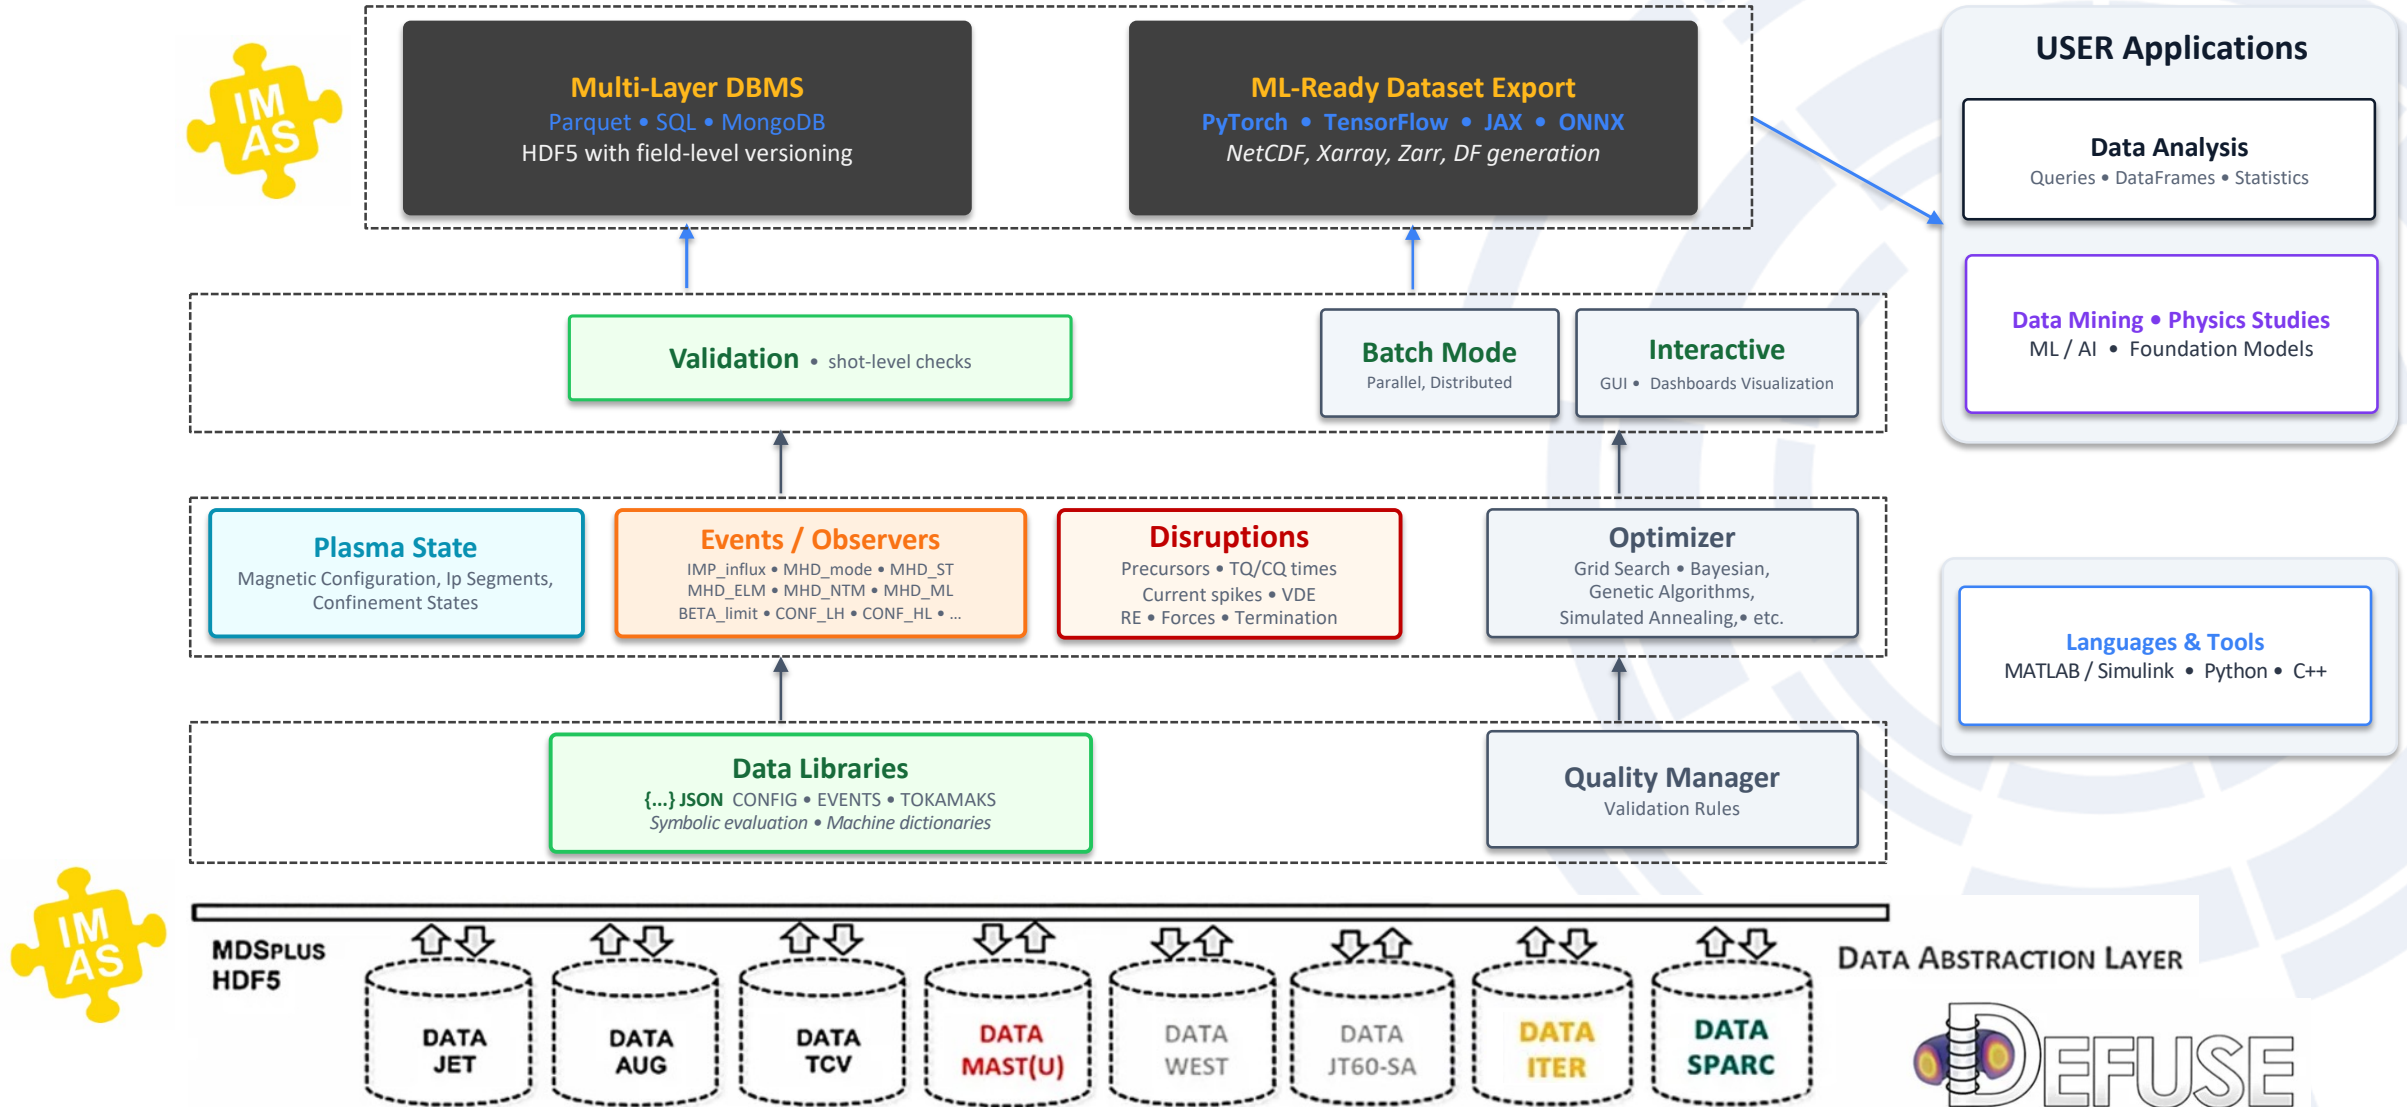 IM
AS
Multi-Layer DBMS
Parquet • SQL • MongoDB
HDF5 with field-level versioning
ML-Ready Dataset Export
PyTorch • TensorFlow • JAX • ONNX
NetCDF, Xarray, Zarr, DF generation
USER Applications
Data Analysis
Queries • DataFrames • Statistics
Data Mining • Physics Studies
ML / AI • Foundation Models
Validation • shot-level checks
Batch Mode
Parallel, Distributed
Interactive
GUI • Dashboards Visualization
Plasma State
Magnetic Configuration, Ip Segments,
Confinement States
Events / Observers
IMP_influx • MHD_mode • MHD_ST
MHD_ELM • MHD_NTM • MHD_ML
BETA_limit • CONF_LH • CONF_HL • ...
Disruptions
Precursors • TQ/CQ times
Current spikes • VDE
RE • Forces • Termination
Optimizer
Grid Search • Bayesian,
Genetic Algorithms,
Simulated Annealing,• etc.
Languages & Tools
MATLAB / Simulink • Python • C++
Data Libraries
{...} JSON CONFIG • EVENTS • TOKAMAKS
Symbolic evaluation • Machine dictionaries
Quality Manager
Validation Rules
IM
AS
MDSPLUS
HDF5
DATA
JET
DATA
AUG
DATA
TCV
DATA
MAST(U)
DATA
WEST
DATA
JT60-SA
DATA
ITER
DATA
SPARC
DATA ABSTRACTION LAYER
DEFUSE